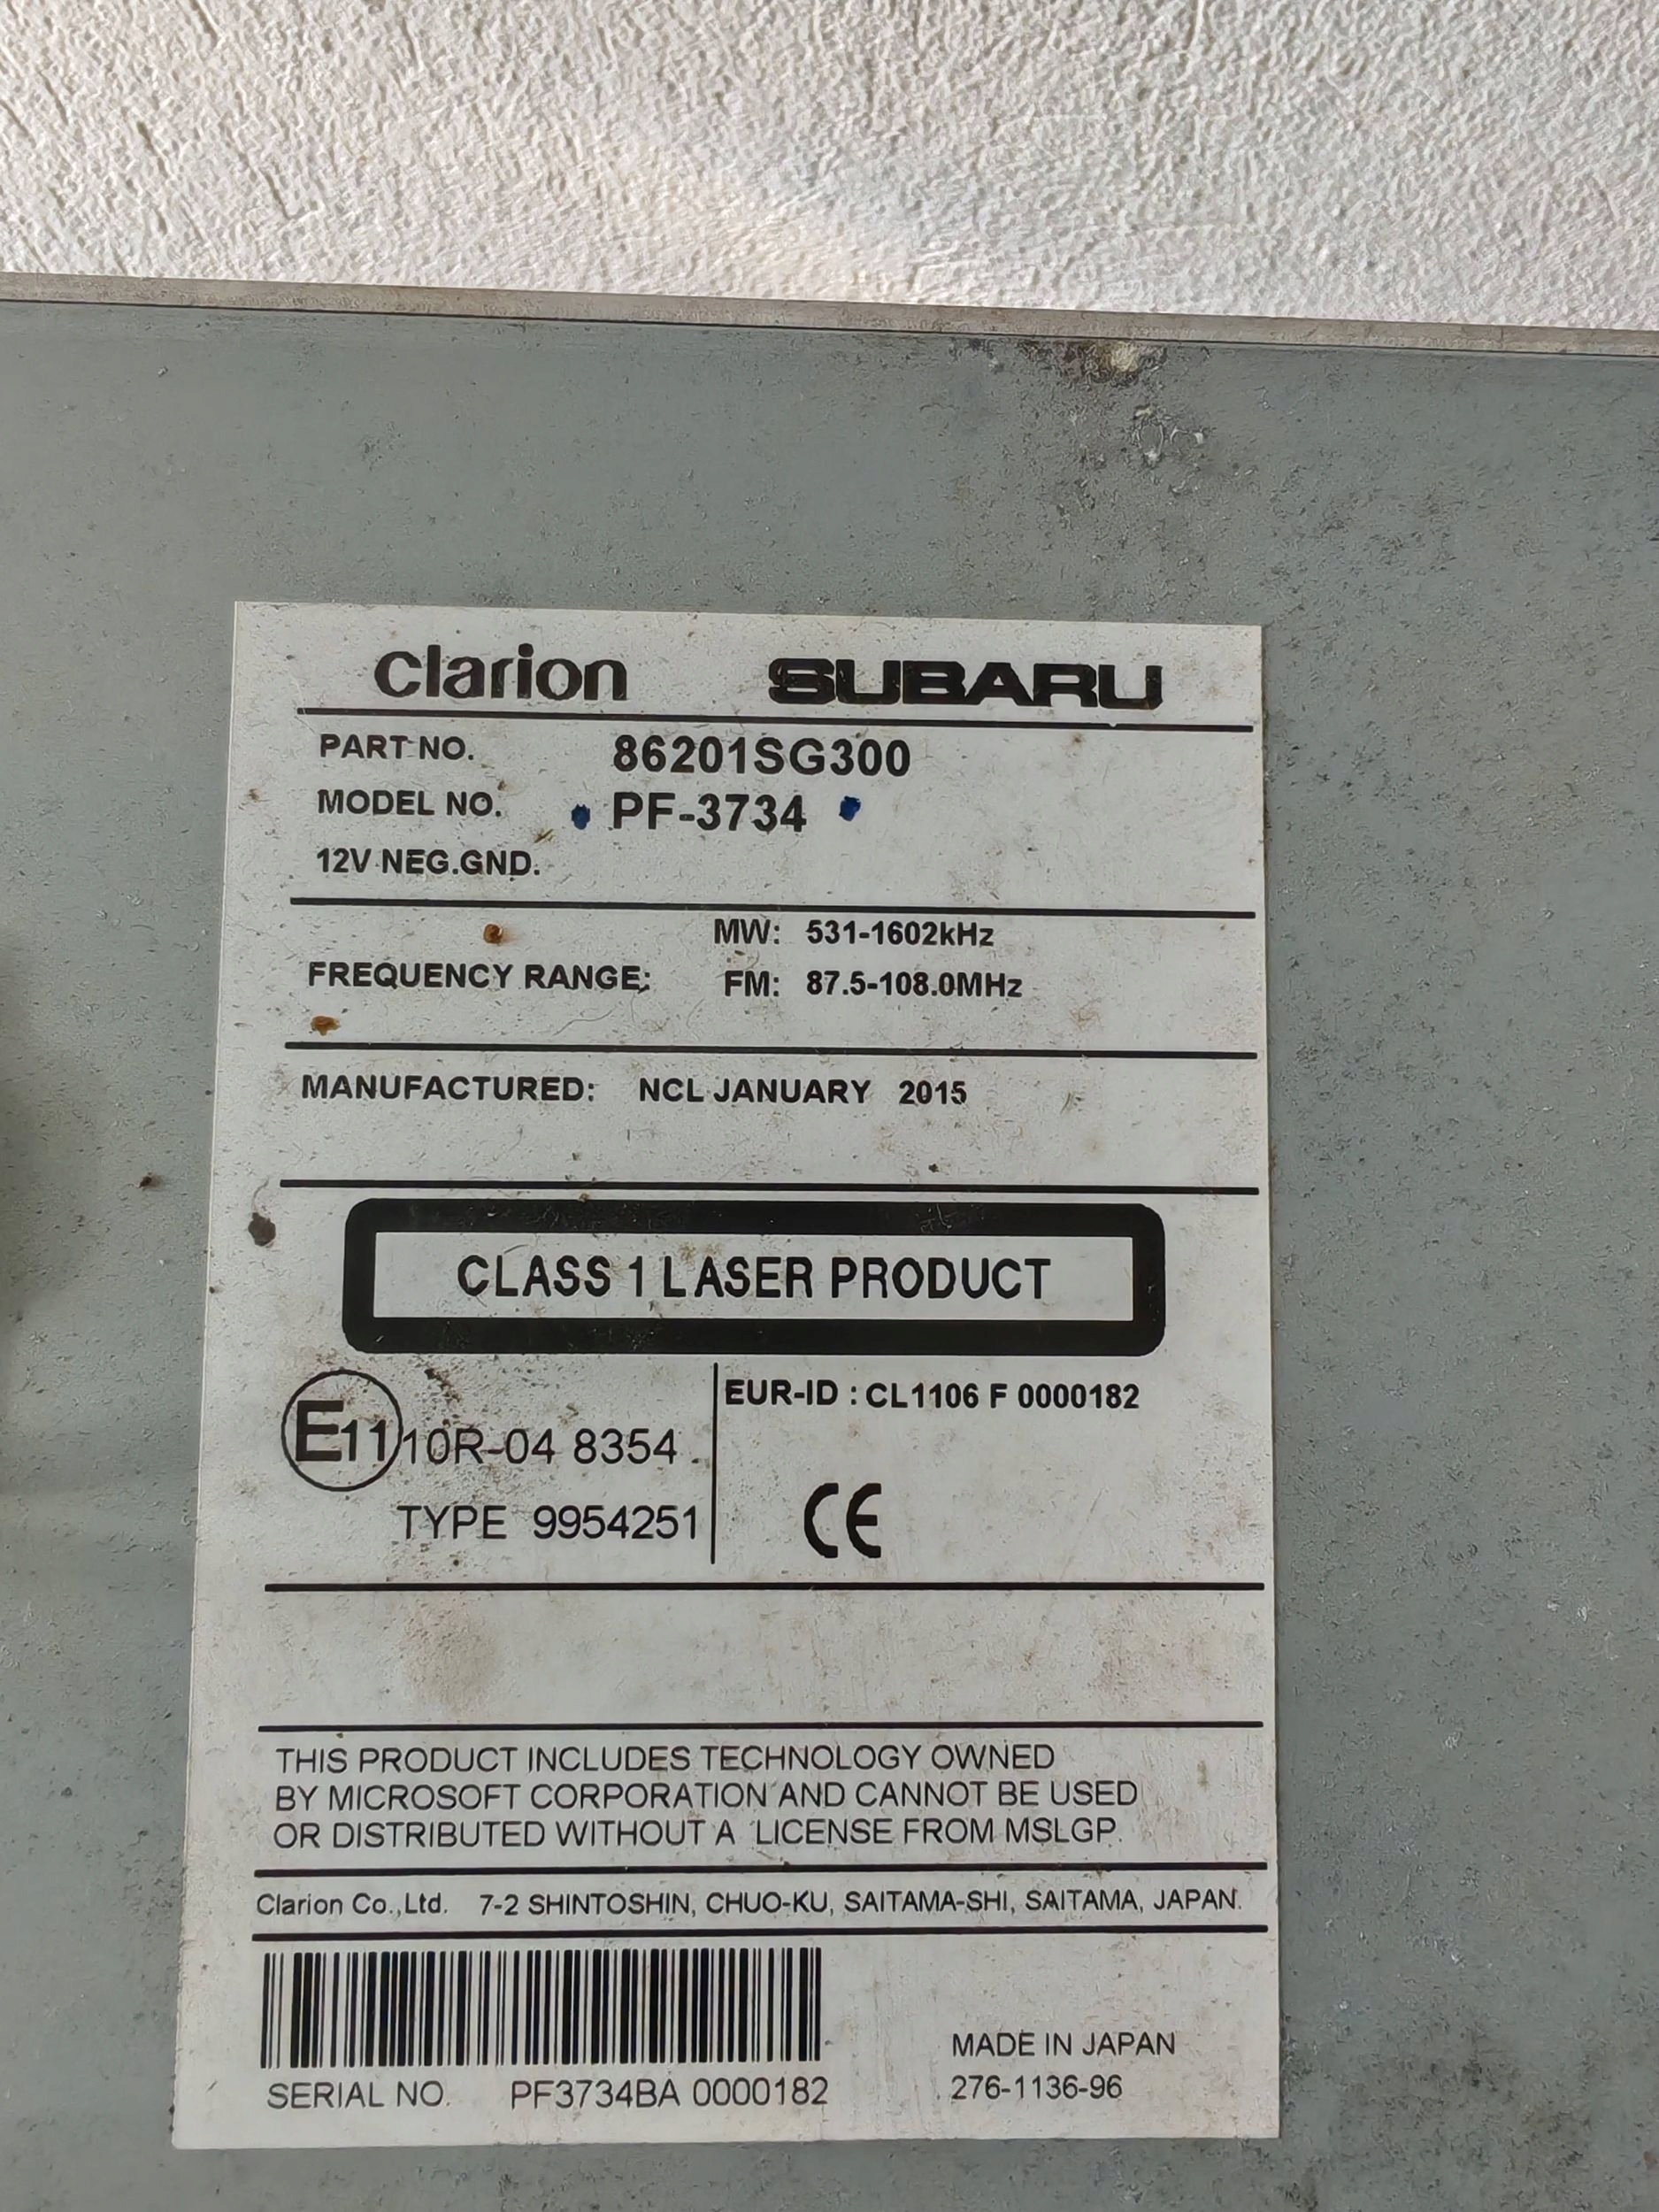 clarion SUBARU
PART NO. 86201SG300
MODEL NO. PF-3734
12V NEG.GND.
MW: 531-1602kHz
FREQUENCY RANGE: FM: 87.5-108.0MHz
MANUFACTURED: NCL JANUARY 2015
CLASS 1 LASER PRODUCT
EUR-ID : CL1106 F 0000182
E11 10R-04 8354
TYPE 9954251
CE
THIS PRODUCT INCLUDES TECHNOLOGY OWNED
BY MICROSOFT CORPORATION AND CANNOT BE USED
OR DISTRIBUTED WITHOUT A LICENSE FROM MSLGP.
Clarion Co.,Ltd. 7-2 SHINTOSHIN, CHUO-KU, SAITAMA-SHI, SAITAMA, JAPAN.
MADE IN JAPAN
SERIAL NO. PF3734BA 0000182 276-1136-96